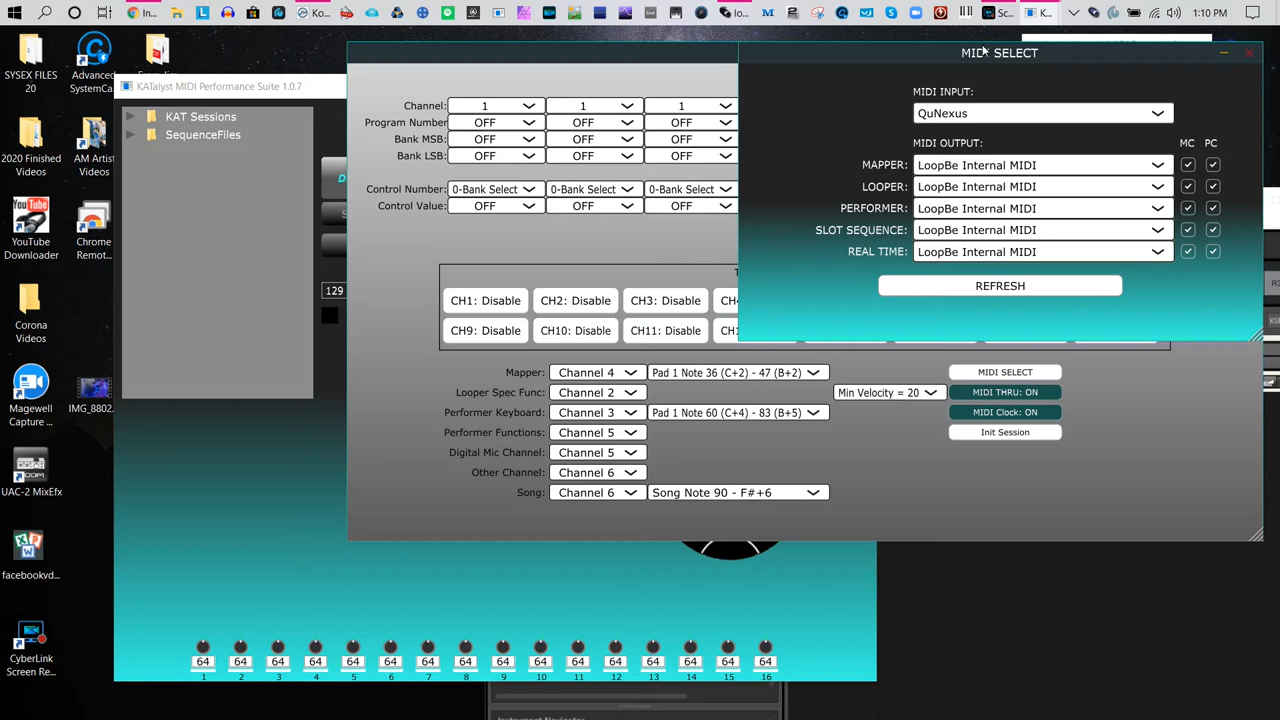 Ko...
lo...
Sc...
K...
1:10 PM
SYSEX FILES
20
Advanced
SystemCa...
2020 Finished
Videos
AM Artist
Videos
YouTube
Downloader
Chrome
Remot...
Corona
Videos
Magewell
Capture ...
IMG_8802...
UAC-2 MixEfx
facebookvd...
CyberLink
Screen Re...
KATalyst MIDI Performance Suite 1.0.7
KAT Sessions
SequenceFiles
129
Channel: 1 1 1
Program Number OFF OFF OFF
Bank MSB: OFF OFF OFF
Bank LSB: OFF OFF OFF
Control Number: 0-Bank Select 0-Bank Select 0-Bank Select
Control Value: OFF OFF OFF
CH1: Disable CH2: Disable CH3: Disable
CH9: Disable CH10: Disable CH11: Disable
Mapper: Channel 4 Pad 1 Note 36 (C+2) - 47 (B+2)
Looper Spec Func: Channel 2 Min Velocity = 20
Performer Keyboard: Channel 3 Pad 1 Note 60 (C+4) - 83 (B+5)
Performer Functions: Channel 5
Digital Mic Channel: Channel 5
Other Channel: Channel 6
Song: Channel 6 Song Note 90 - F#+6
MIDI SELECT
MIDI THRU: ON
MIDI Clock: ON
Init Session
MIDI SELECT
MIDI INPUT:
QuNexus
MIDI OUTPUT: MC PC
MAPPER: LoopBe Internal MIDI
LOOPER: LoopBe Internal MIDI
PERFORMER: LoopBe Internal MIDI
SLOT SEQUENCE: LoopBe Internal MIDI
REAL TIME: LoopBe Internal MIDI
REFRESH
64 64 64 64 64 64 64 64 64 64 64 64 64 64 64 64
1 2 3 4 5 6 7 8 9 10 11 12 13 14 15 16
Instrument Navigator